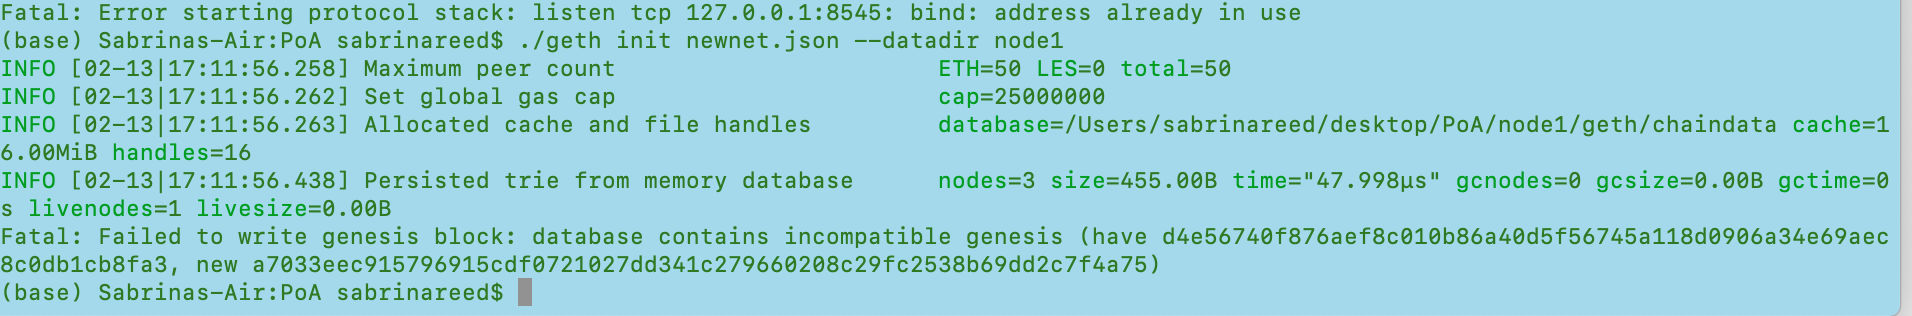 Fatal: Error starting protocol stack: listen tcp 127.0.0.1:8545: bind: address already in use
(base) Sabrinas-Air:PoA sabrinareed$ ./geth init newnet.json --datadir node1
INFO [02-13|17:11:56.258] Maximum peer count                       ETH=50 LES=0 total=50
INFO [02-13|17:11:56.262] Set global gas cap                       cap=25000000
INFO [02-13|17:11:56.263] Allocated cache and file handles         database=/Users/sabrinareed/desktop/PoA/node1/geth/chaindata cache=1
6.00MiB handles=16
INFO [02-13|17:11:56.438] Persisted trie from memory database      nodes=3 size=455.00B time="47.998µs" gcnodes=0 gcsize=0.00B gctime=0
s livenodes=1 livesize=0.00B
Fatal: Failed to write genesis block: database contains incompatible genesis (have d4e56740f876aef8c010b86a40d5f56745a118d0906a34e69aec
8c0db1cb8fa3, new a7033eec915796915cdf0721027dd341c279660208c29fc2538b69dd2c7f4a75)
(base) Sabrinas-Air:PoA sabrinareed$